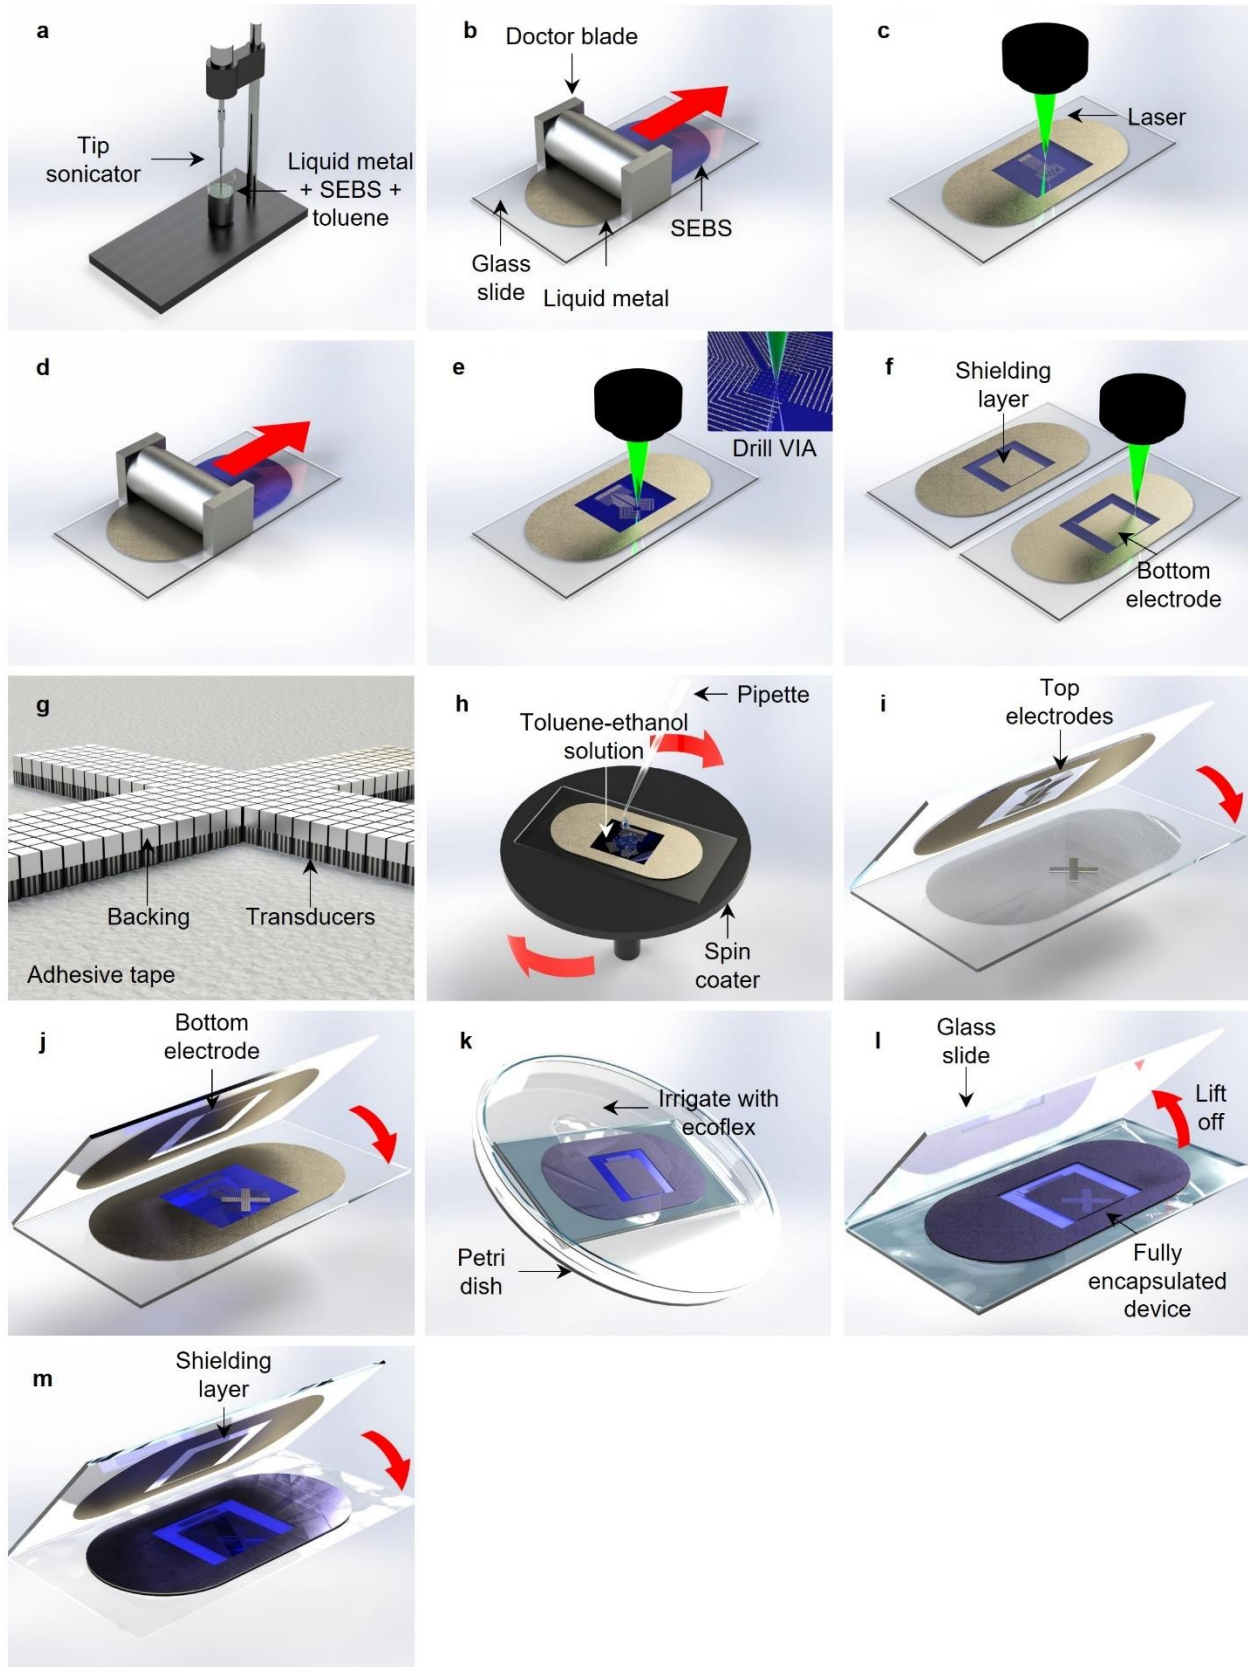 a
Tip
sonicator
Liquid metal
+ SEBS +
toluene
b
Doctor blade
SEBS
Glass
slide
Liquid metal
c
Laser
d
e
Drill VIA
f
Shielding
layer
Bottom
electrode
g
Backing
Transducers
Adhesive tape
h
Pipette
Toluene-ethanol
solution
Spin
coater
i
Top
electrodes
j
Bottom
electrode
k
Irrigate with
ecoflex
Petri
dish
l
Glass
slide
Lift
off
Fully
encapsulated
device
m
Shielding
layer